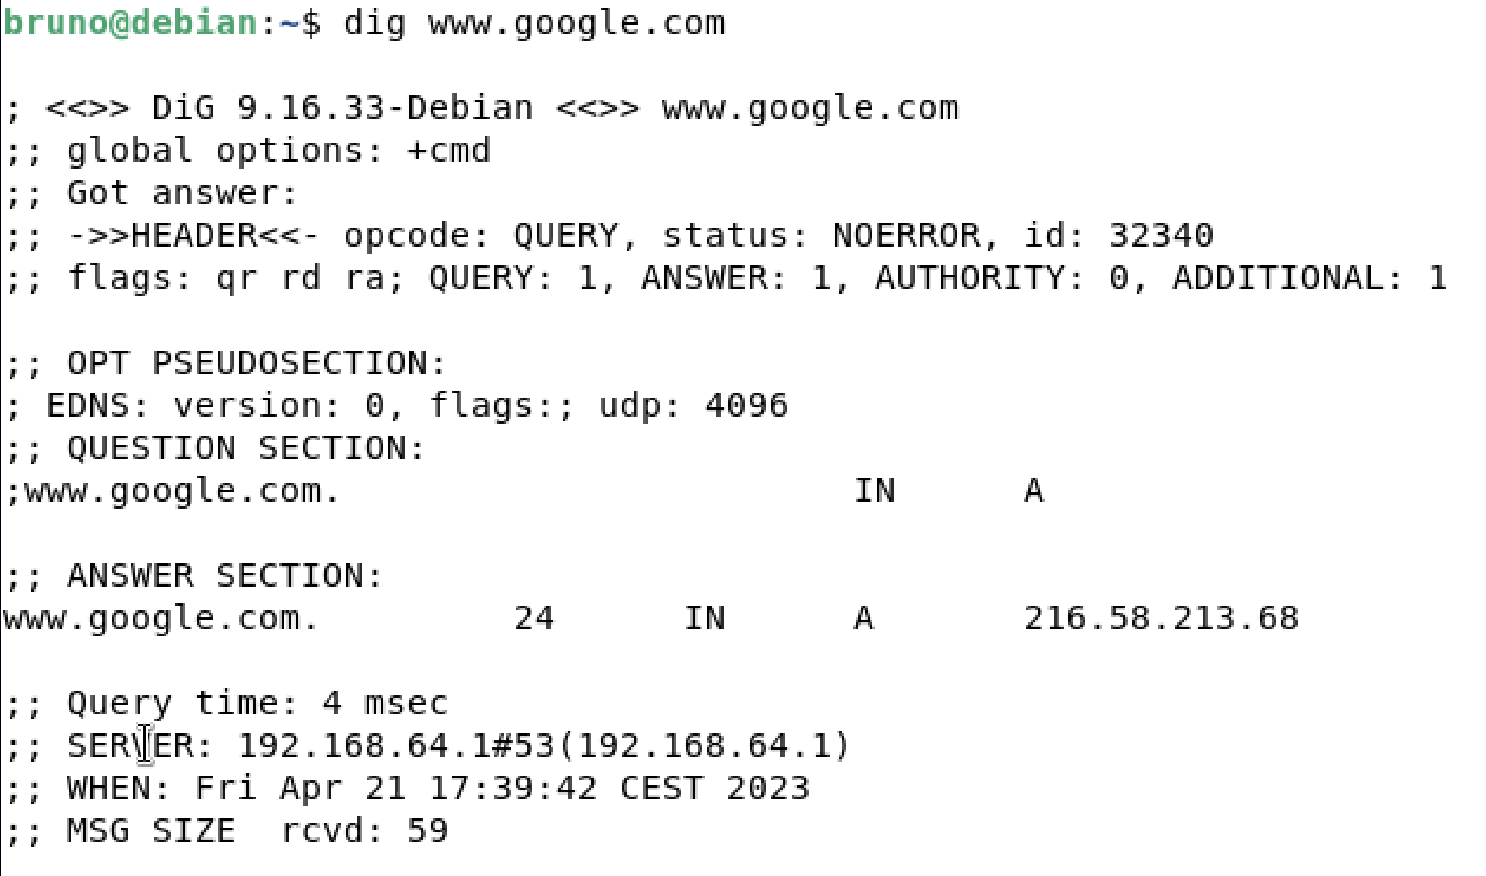 bruno@debian:~$ dig www.google.com
; <<>> DiG 9.16.33-Debian <<>> www.google.com
;; global options: +cmd
;; Got answer:
;; ->>HEADER<<- opcode: QUERY, status: NOERROR, id: 32340
;; flags: qr rd ra; QUERY: 1, ANSWER: 1, AUTHORITY: 0, ADDITIONAL: 1
;; OPT PSEUDOSECTION:
; EDNS: version: 0, flags:; udp: 4096
;; QUESTION SECTION:
;www.google.com. IN A
;; ANSWER SECTION:
www.google.com. 24 IN A 216.58.213.68
;; Query time: 4 msec
;; SERVER: 192.168.64.1#53(192.168.64.1)
;; WHEN: Fri Apr 21 17:39:42 CEST 2023
;; MSG SIZE  rcvd: 59